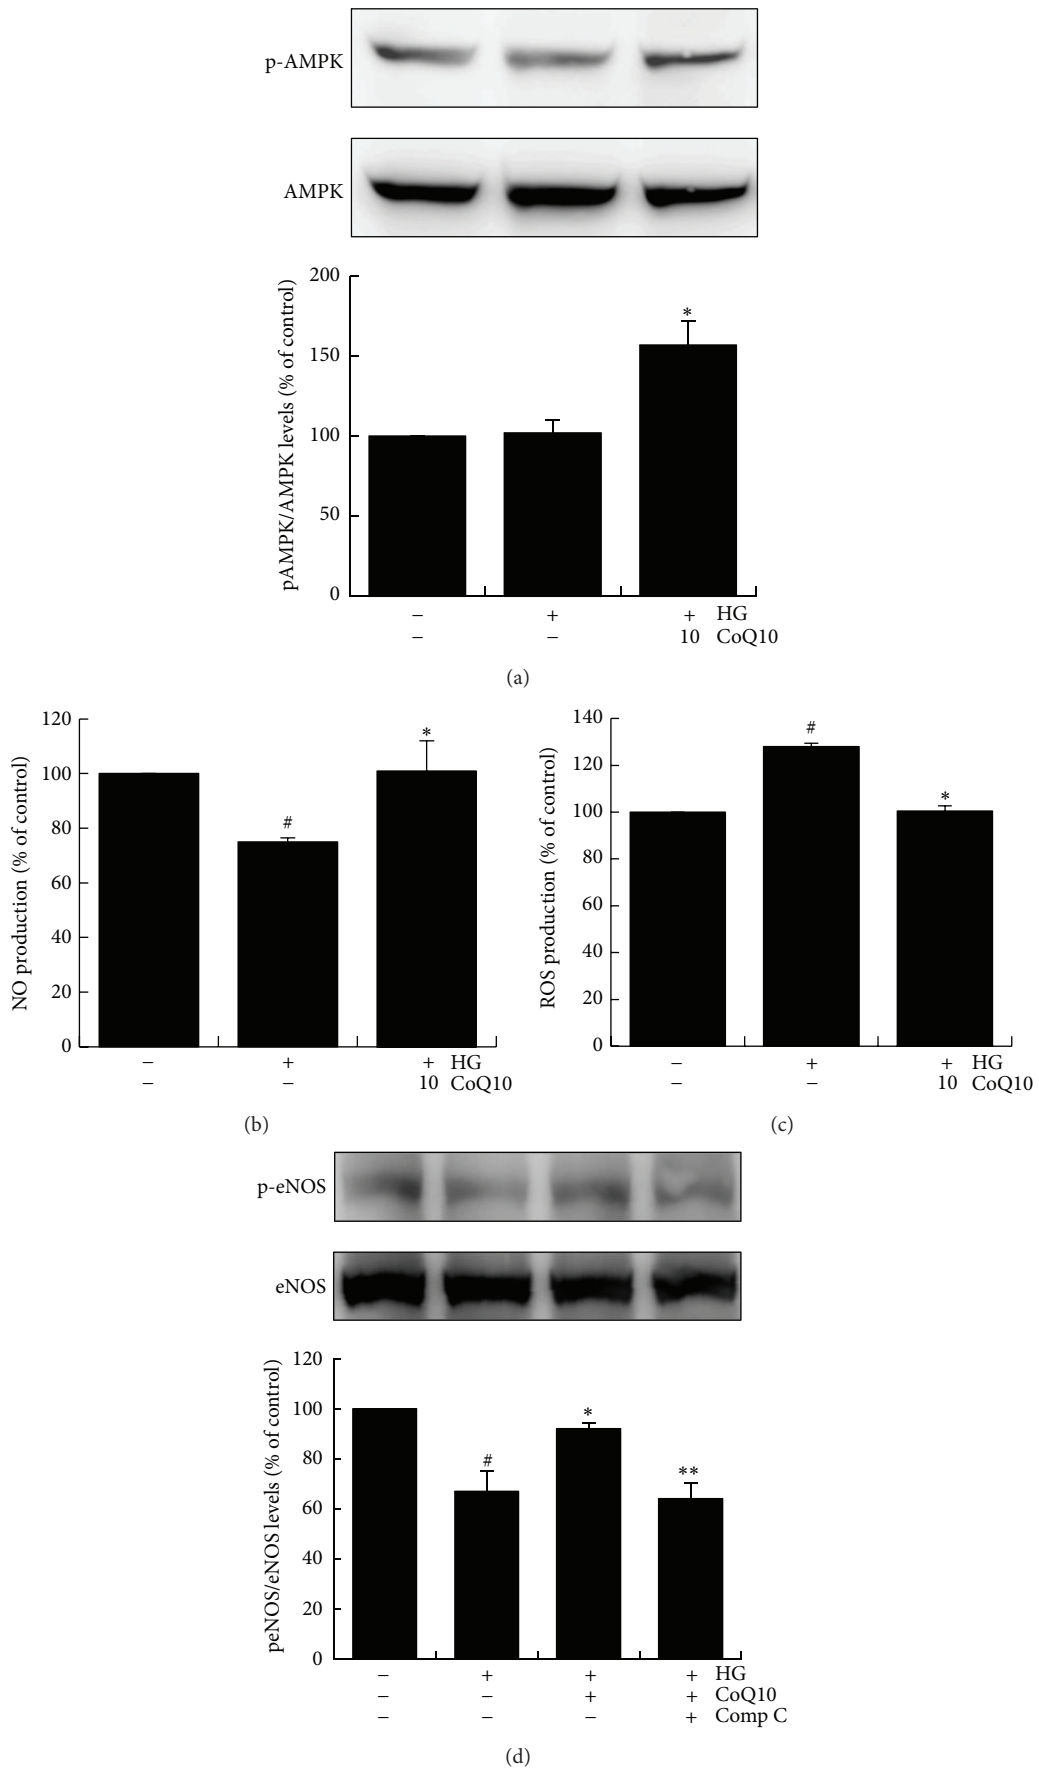 p-AMPK
AMPK
pAMPK/AMPK levels (% of control)
200
150
100
50
0
− + + HG
− − 10 CoQ10
(a)
NO production (% of control)
120
100
80
60
40
20
0
*
#
− + + HG
− − 10 CoQ10
(b)
ROS production (% of control)
140
120
100
80
60
40
20
0
#
*
− + + HG
− − 10 CoQ10
(c)
p-eNOS
eNOS
peNOS/eNOS levels (% of control)
120
100
80
60
40
20
0
#
*
**
− + + + HG
− − + + CoQ10
− − − + Comp C
(d)
*